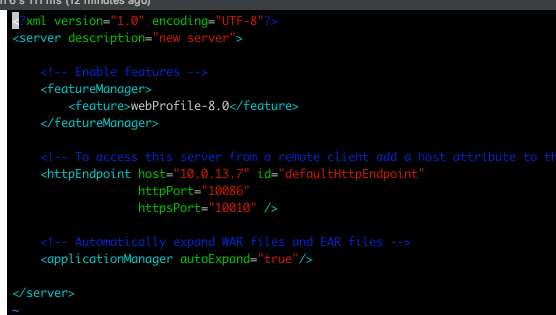 n 6 s 111 ms (12 minutes ago)
<?xml version="1.0" encoding="UTF-8"?>
<server description="new server">
<!-- Enable features -->
<featureManager>
<feature>webProfile-8.0</feature>
</featureManager>
<!-- To access this server from a remote client add a host attribute to th
<httpEndpoint host="10.0.13.7" id="defaultHttpEndpoint"
httpPort="10086"
httpsPort="10010" />
<!-- Automatically expand WAR files and EAR files -->
<applicationManager autoExpand="true"/>
</server>
~